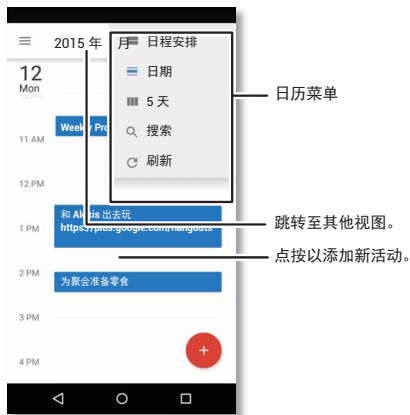 2015 年 月
日程安排
日期
5 天
搜索
刷新
日历菜单
12
Mon
11 AM
12 PM
和 Alexis 出去玩
https://plus.google.com/hangouts
1 PM
跳转至其他视图。
点按以添加新活动。
2 PM
为聚会准备零食
3 PM
4 PM
+